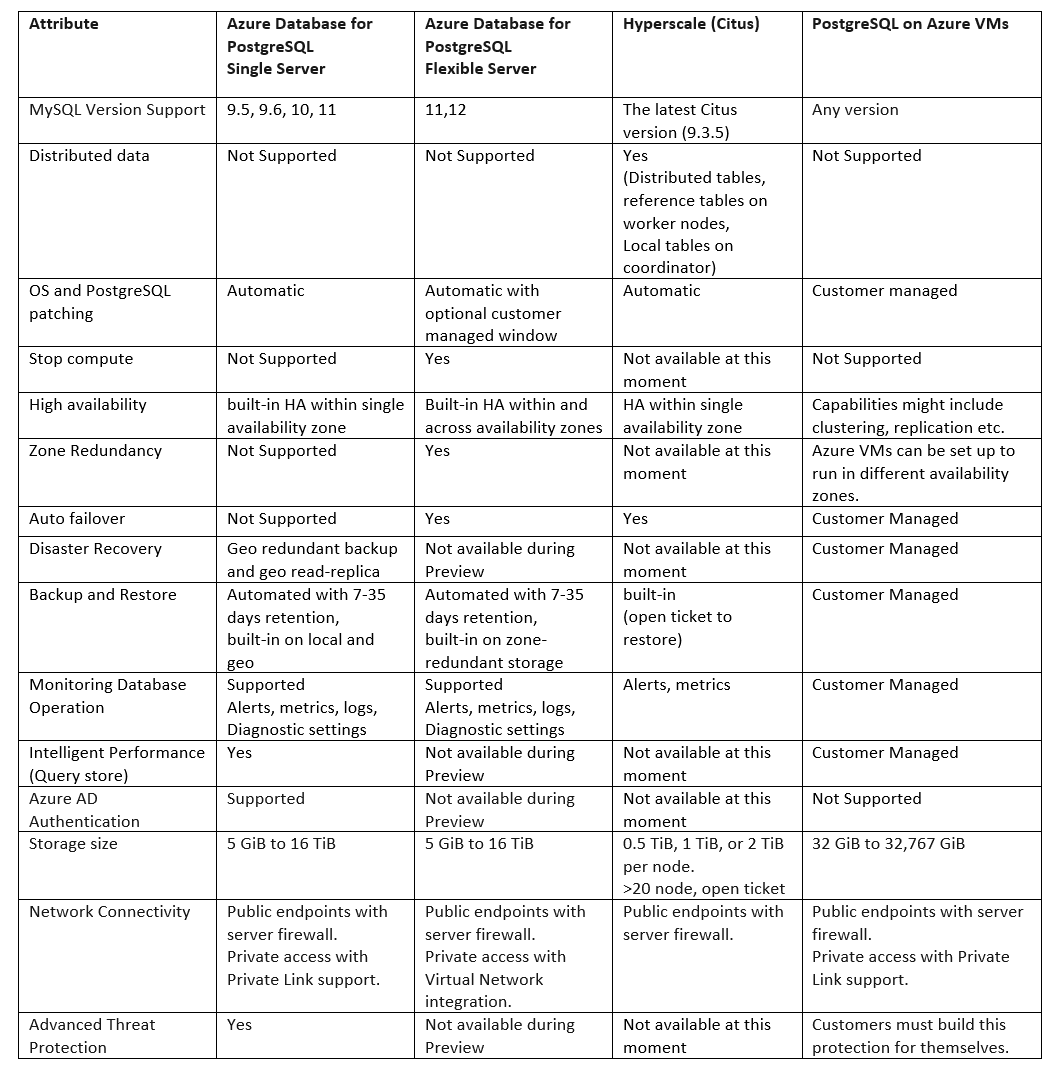 Attribute
Azure Database for
PostgreSQL
Single Server
Azure Database for
PostgreSQL
Flexible Server
Hyperscale (Citus)
PostgreSQL on Azure VMs
MySQL Version Support
9.5, 9.6, 10, 11
11,12
The latest Citus
version (9.3.5)
Any version
Distributed data
Not Supported
Not Supported
Yes
(Distributed tables,
reference tables on
worker nodes,
Local tables on
coordinator)
Not Supported
OS and PostgreSQL
patching
Automatic
Automatic with
optional customer
managed window
Automatic
Customer managed
Stop compute
Not Supported
Yes
Not available at this
moment
Not Supported
High availability
built-in HA within single
availability zone
Built-in HA within and
across availability zones
HA within single
availability zone
Capabilities might include
clustering, replication etc.
Zone Redundancy
Not Supported
Yes
Not available at this
moment
Azure VMs can be set up to
run in different availability
zones.
Auto failover
Not Supported
Yes
Yes
Customer Managed
Disaster Recovery
Geo redundant backup
and geo read-replica
Not available during
Preview
Not available at this
moment
Customer Managed
Backup and Restore
Automated with 7-35
days retention,
built-in on local and
geo
Automated with 7-35
days retention,
built-in on zone-
redundant storage
built-in
(open ticket to
restore)
Customer Managed
Monitoring Database
Operation
Supported
Alerts, metrics, logs,
Diagnostic settings
Supported
Alerts, metrics, logs,
Diagnostic settings
Alerts, metrics
Customer Managed
Intelligent Performance
(Query store)
Yes
Not available during
Preview
Not available at this
moment
Customer Managed
Azure AD
Authentication
Supported
Not available during
Preview
Not available at this
moment
Not Supported
Storage size
5 GiB to 16 TiB
5 GiB to 16 TiB
0.5 TiB, 1 TiB, or 2 TiB
per node.
>20 node, open ticket
32 GiB to 32,767 GiB
Network Connectivity
Public endpoints with
server firewall.
Private access with
Private Link support.
Public endpoints with
server firewall.
Private access with
Virtual Network
integration.
Public endpoints with
server firewall.
Public endpoints with server
firewall.
Private access with Private
Link support.
Advanced Threat
Protection
Yes
Not available during
Preview
Not available at this
moment
Customers must build this
protection for themselves.